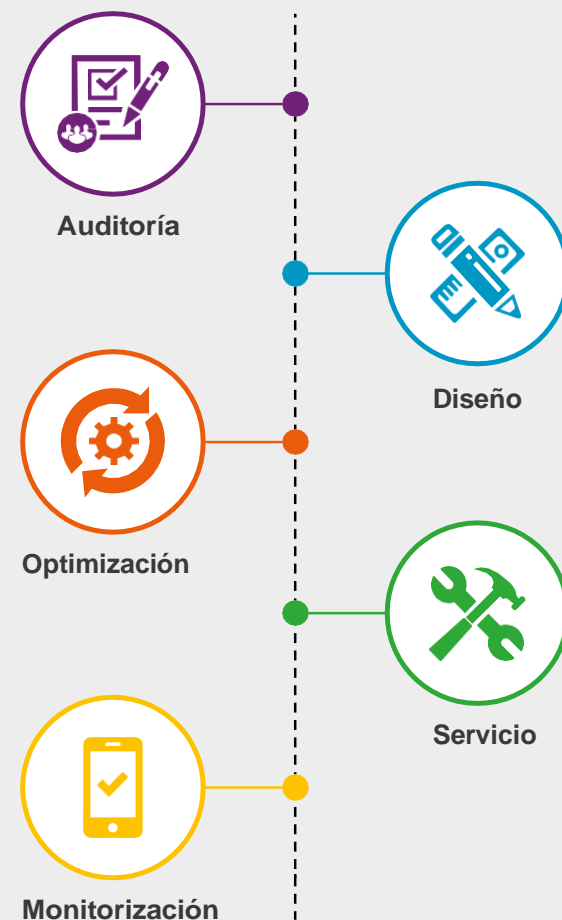 Auditoría
Diseño
Optimización
Servicio
Monitorización